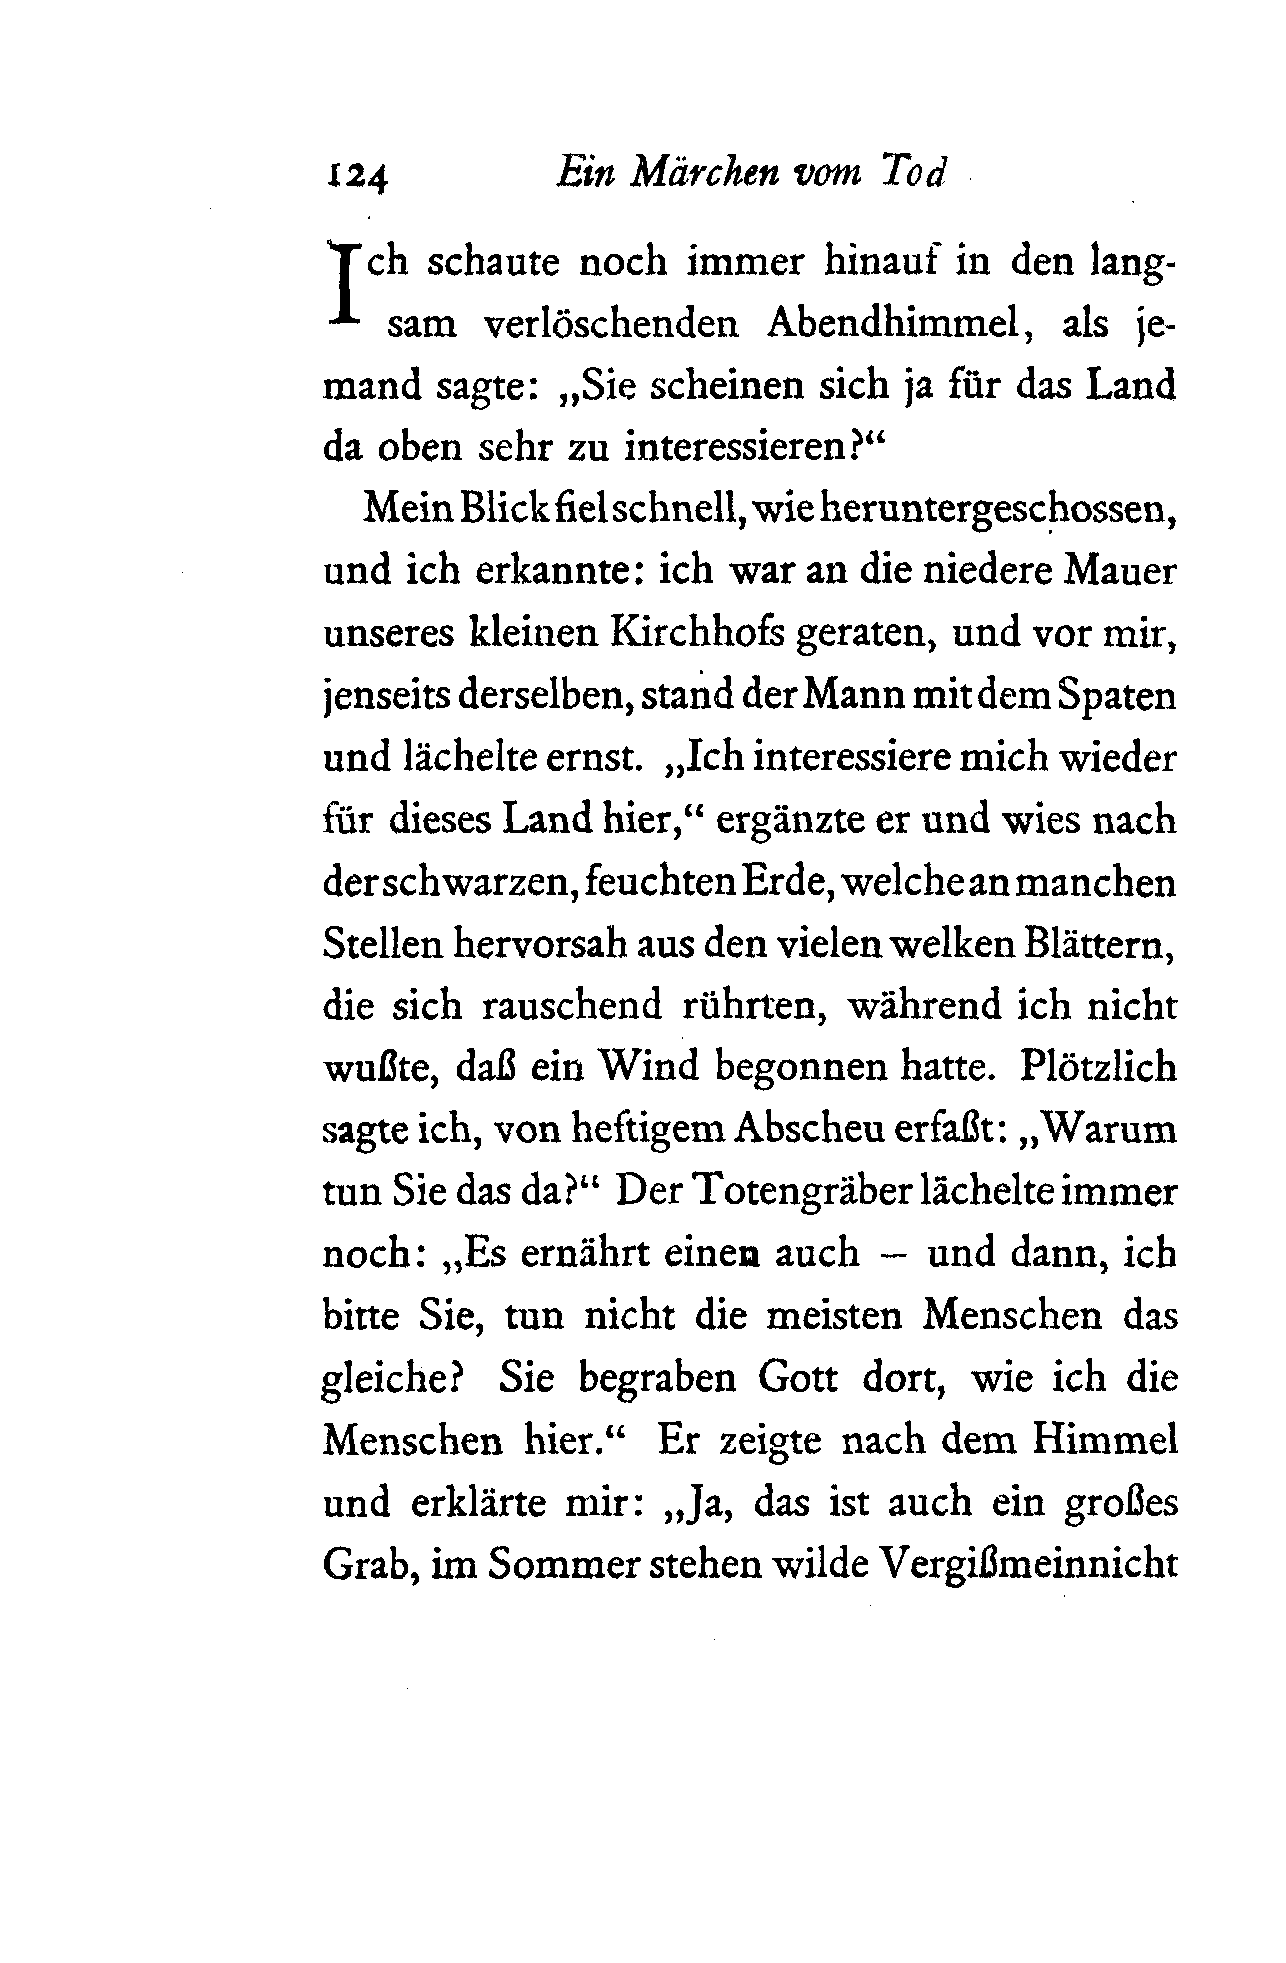 124 Ein Märchen vom Tod
Ich schaute noch immer hinauf in den lang-
sam verlöschenden Abendhimmel, als je-
mand sagte: „Sie scheinen sich ja für das Land
da oben sehr zu interessieren?“
Mein Blick fiel schnell, wie heruntergeschossen,
und ich erkannte: ich war an die niedere Mauer
unseres kleinen Kirchhofs geraten, und vor mir,
jenseits derselben, stand der Mann mit dem Spaten
und lächelte ernst. „Ich interessiere mich wieder
für dieses Land hier,“ ergänzte er und wies nach
der schwarzen, feuchten Erde, welche an manchen
Stellen hervorsah aus den vielen welken Blättern,
die sich rauschend rührten, während ich nicht
wußte, daß ein Wind begonnen hatte. Plötzlich
sagte ich, von heftigem Abscheu erfaßt: „Warum
tun Sie das da?“ Der Totengräber lächelte immer
noch: „Es ernährt einen auch – und dann, ich
bitte Sie, tun nicht die meisten Menschen das
gleiche? Sie begraben Gott dort, wie ich die
Menschen hier.“ Er zeigte nach dem Himmel
und erklärte mir: „Ja, das ist auch ein großes
Grab, im Sommer stehen wilde Vergißmeinnicht